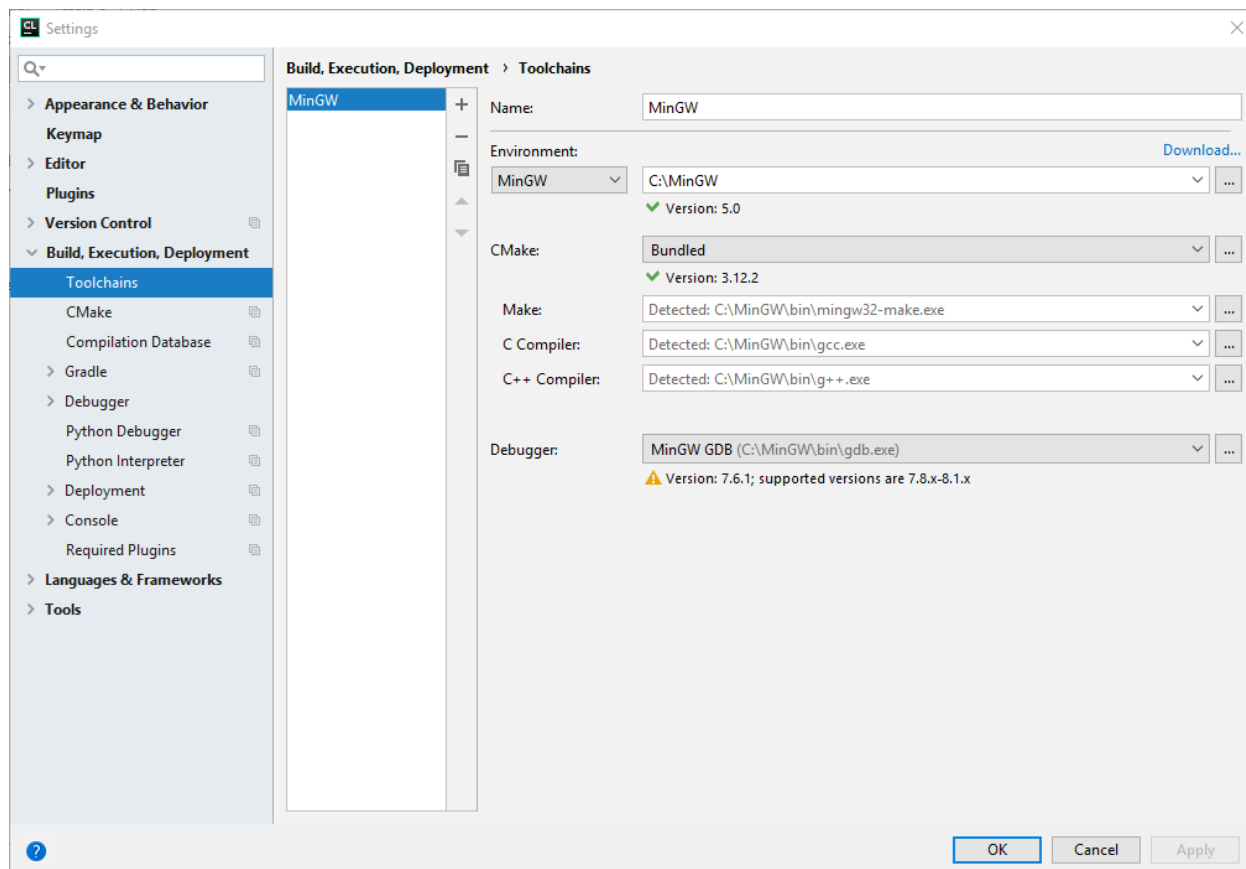 CL Settings
Build, Execution, Deployment › Toolchains
Appearance & Behavior
Keymap
Editor
Plugins
Version Control
Build, Execution, Deployment
Toolchains
CMake
Compilation Database
Gradle
Debugger
Python Debugger
Python Interpreter
Deployment
Console
Required Plugins
Languages & Frameworks
Tools
MinGW
Name: MinGW
Environment: Download...
MinGW C:\MinGW ...
Version: 5.0
CMake: Bundled ...
Version: 3.12.2
Make: Detected: C:\MinGW\bin\mingw32-make.exe ...
C Compiler: Detected: C:\MinGW\bin\gcc.exe ...
C++ Compiler: Detected: C:\MinGW\bin\g++.exe ...
Debugger: MinGW GDB (C:\MinGW\bin\gdb.exe) ...
Version: 7.6.1; supported versions are 7.8.x-8.1.x
? OK Cancel Apply